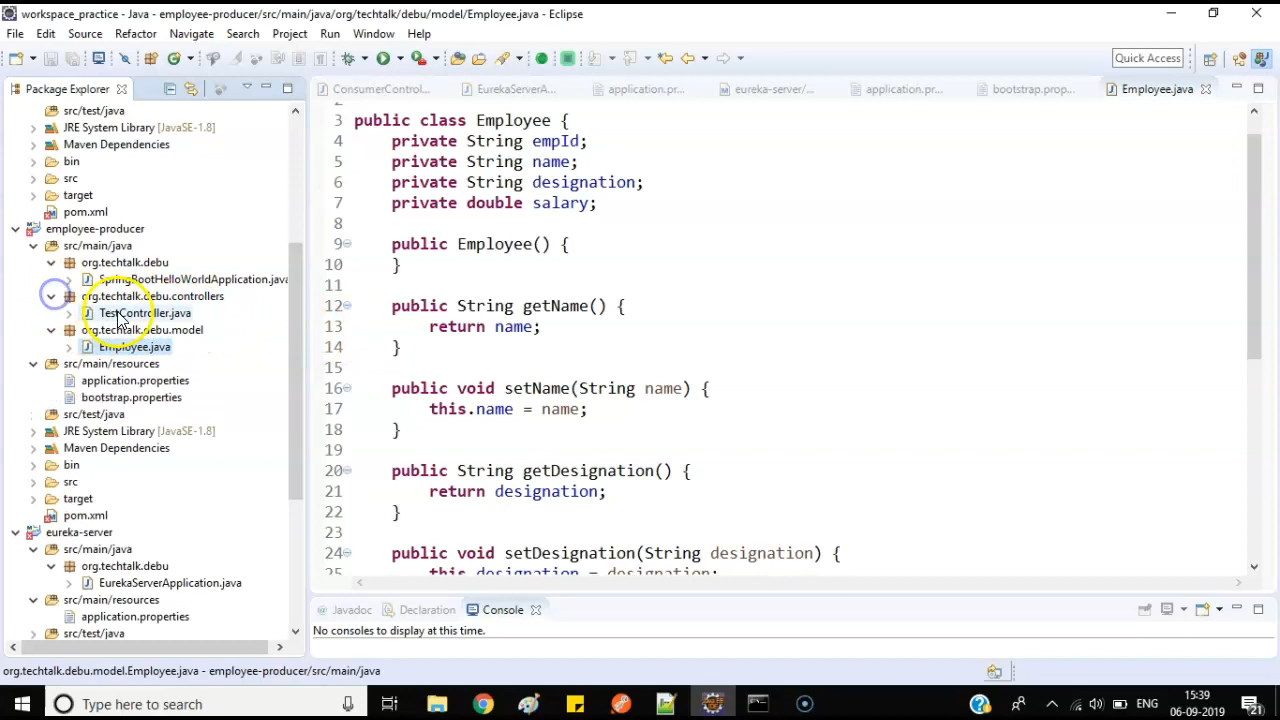 workspace_practice - Java - employee-producer/src/main/java/org/techtalk/debu/model/Employee.java - Eclipse
File Edit Source Refactor Navigate Search Project Run Window Help
Quick Access
Package Explorer
ConsumerControl... EurekaServerA... application.pr... eureka-server/... application.pr... bootstrap.prop... Employee.java
src/test/java
JRE System Library [JavaSE-1.8]
Maven Dependencies
bin
src
target
pom.xml
employee-producer
src/main/java
org.techtalk.debu
SpringBootHelloWorldApplication.java
org.techtalk.debu.controllers
TestController.java
org.techtalk.debu.model
Employee.java
src/main/resources
application.properties
bootstrap.properties
src/test/java
JRE System Library [JavaSE-1.8]
Maven Dependencies
bin
src
target
pom.xml
eureka-server
src/main/java
org.techtalk.debu
EurekaServerApplication.java
src/main/resources
application.properties
src/test/java
3 public class Employee {
4 private String empId;
5 private String name;
6 private String designation;
7 private double salary;
8
9 public Employee() {
10 }
11
12 public String getName() {
13 return name;
14 }
15
16 public void setName(String name) {
17 this.name = name;
18 }
19
20 public String getDesignation() {
21 return designation;
22 }
23
24 public void setDesignation(String designation) {
25 this.designation = designation;
Javadoc Declaration Console
No consoles to display at this time.
org.techtalk.debu.model.Employee.java - employee-producer/src/main/java
Type here to search
ENG
15:39
06-09-2019
21